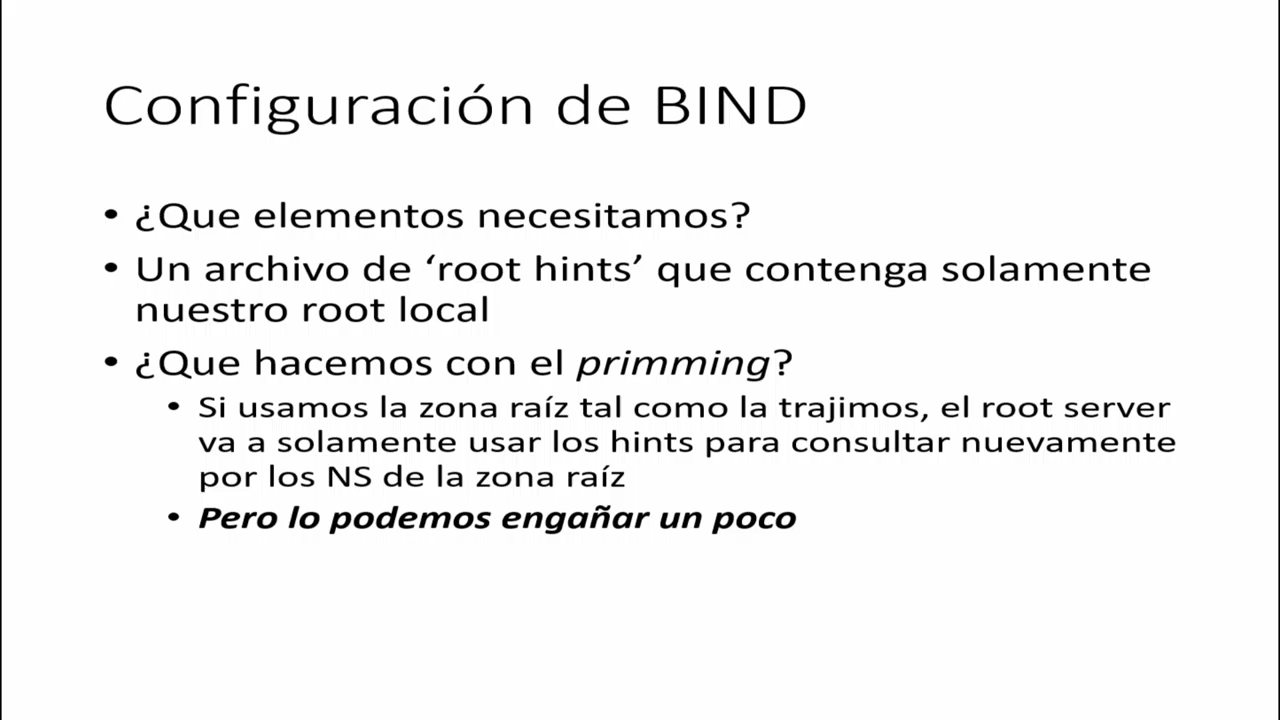 Configuración de BIND
• ¿Que elementos necesitamos?
• Un archivo de ‘root hints’ que contenga solamente
nuestro root local
• ¿Que hacemos con el primming?
• Si usamos la zona raíz tal como la trajimos, el root server
va a solamente usar los hints para consultar nuevamente
por los NS de la zona raíz
• Pero lo podemos engañar un poco